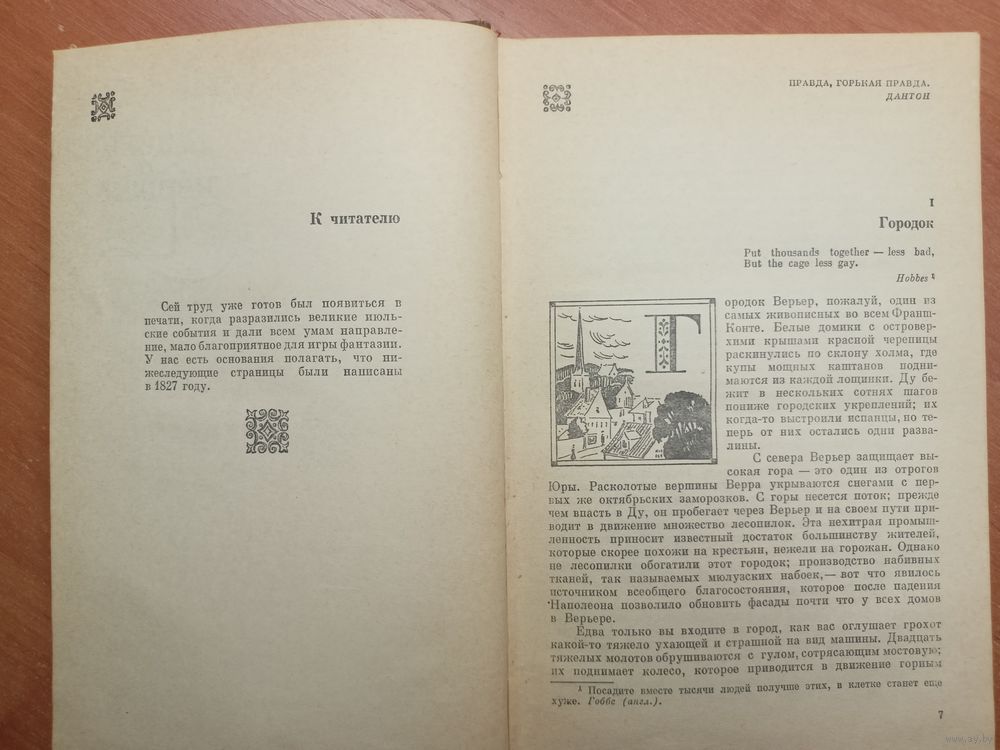 К читателю
Сей труд уже готов был появиться в
печати, когда разразились великие июль-
ские события и дали всем умам направле-
ние, мало благоприятное для игры фантазии.
У нас есть основания полагать, что ни-
жеследующие страницы были написаны
в 1827 году.
ПРАВДА, ГОРЬКАЯ ПРАВДА.
ДАНТОН
I
Городок
Put thousands together — less bad,
But the cage less gay.
Hobbes 1
Г
ородок Верьер, пожалуй, один из
самых живописных во всем Франш-
Конте. Белые домики с островер-
хими крышами красной черепицы
раскинулись по склону холма, где
купы мощных каштанов подни-
маются из каждой лощинки. Ду бе-
жит в нескольких сотнях шагов
пониже городских укреплений; их
когда-то выстроили испанцы, но те-
перь от них остались одни разва-
лины.
С севера Верьер защищает вы-
сокая гора — это один из отрогов
Юры. Расколотые вершины Верра укрываются снегами с пер-
вых же октябрьских заморозков. С горы несется поток; прежде
чем впасть в Ду, он пробегает через Верьер и на своем пути при-
водит в движение множество лесопилок. Эта нехитрая промыш-
ленность приносит известный достаток большинству жителей,
которые скорее похожи на крестьян, нежели на горожан. Однако
не лесопилки обогатили этот городок; производство набивных
тканей, так называемых мюлузских набоек,— вот что явилось
источником всеобщего благосостояния, которое после падения
Наполеона позволило обновить фасады почти что у всех домов
в Верьере.
Едва только вы входите в город, как вас оглушает грохот
какой-то тяжело ухающей и страшной на вид машины. Двадцать
тяжелых молотов обрушиваются с гулом, сотрясающим мостовую;
их поднимает колесо, которое приводится в движение горным
1 Посадите вместе тысячи людей получше этих, в клетке станет еще
хуже. Гоббс (англ.).
7
www.ay.by